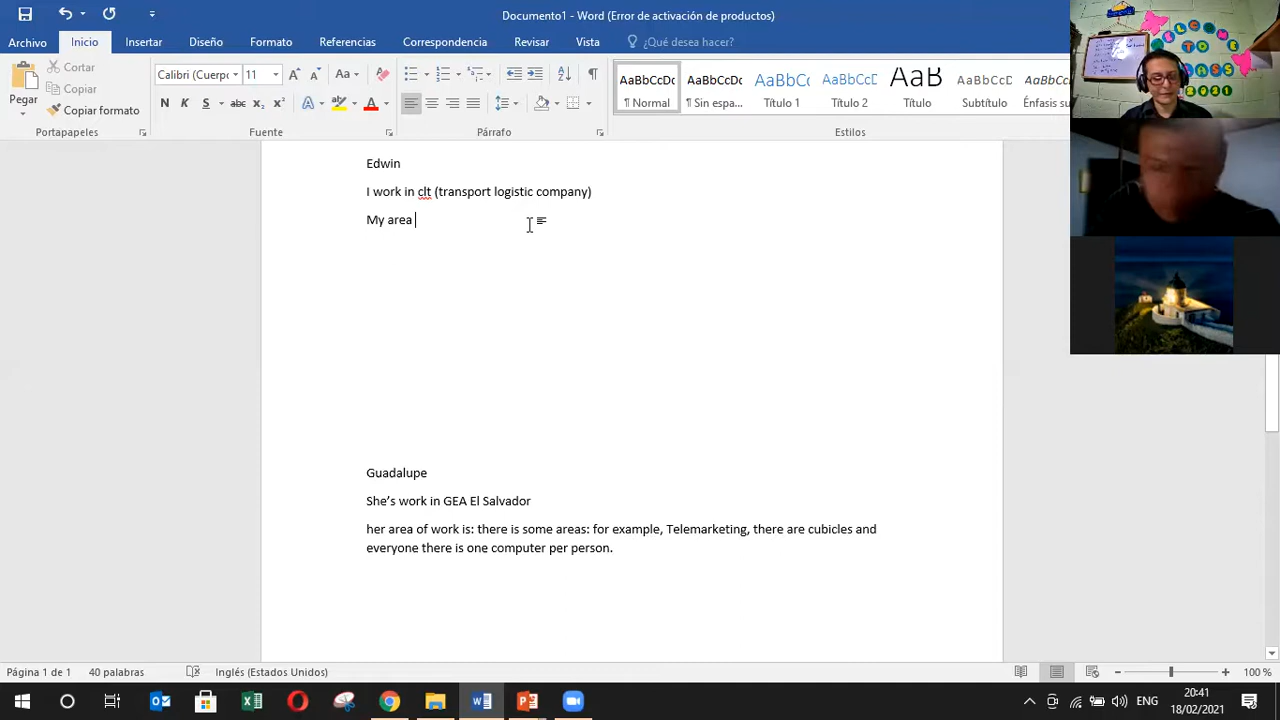 Documento1 - Word (Error de activación de productos)
Archivo Inicio Insertar Diseño Formato Referencias Correspondencia Revisar Vista ¿Qué desea hacer?
Pegar
Cortar
Copiar
Copiar formato
Portapapeles
Calibri (Cuerpo 11
Fuente
Párrafo
AaBbCcDc AaBbCcDc AaBbCcD AaBbCcD AaB AaBbCcD
¶ Normal ¶ Sin espa... Título 1 Título 2 Título Subtítulo Énfasis su
Estilos
Edwin
I work in clt (transport logistic company)
My area
Guadalupe
She's work in GEA El Salvador
her area of work is: there is some areas: for example, Telemarketing, there are cubicles and
everyone there is one computer per person.
Página 1 de 1 40 palabras Inglés (Estados Unidos) 100 %
ENG
20:41
18/02/2021